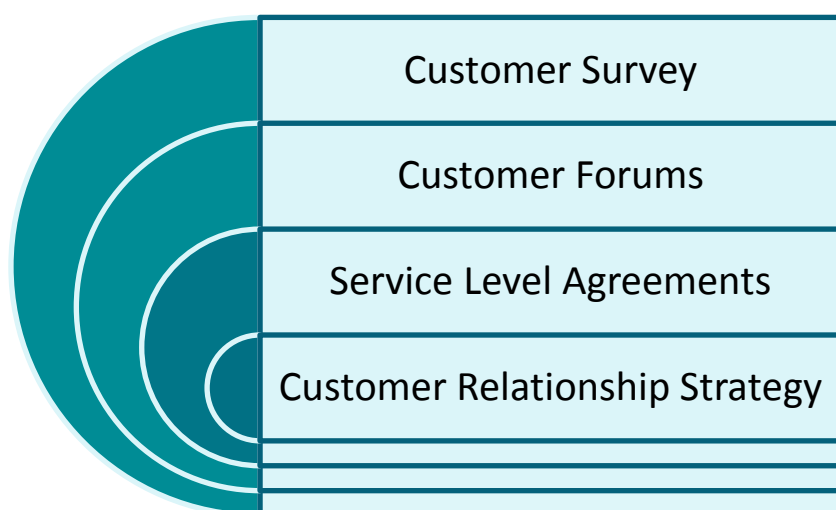 Customer Survey
Customer Forums
Service Level Agreements
Customer Relationship Strategy